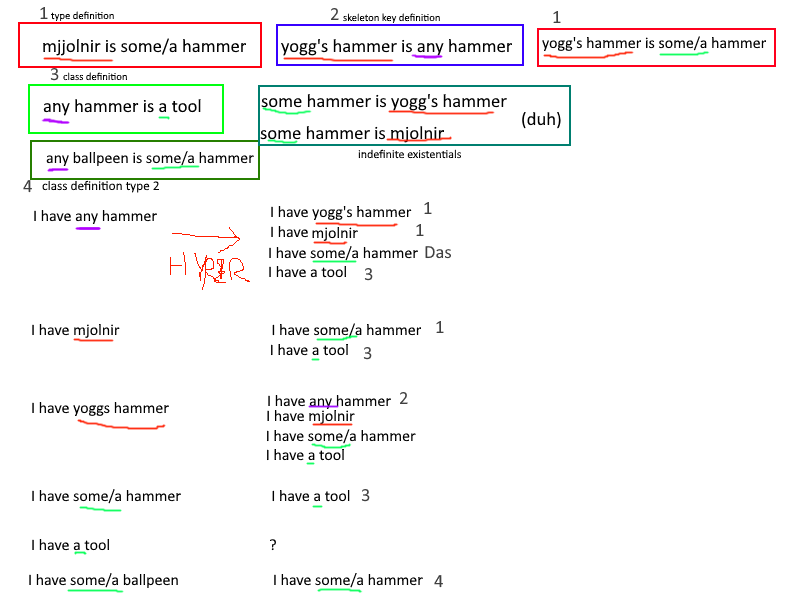 1 type definition
2 skeleton key definition
1
mjjolnir is some/a hammer
yogg's hammer is any hammer
yogg's hammer is some/a hammer
3 class definition
any hammer is a tool
some hammer is yogg's hammer
some hammer is mjolnir
(duh)
any ballpeen is some/a hammer
indefinite existentials
4 class definition type 2
I have any hammer
I have yogg's hammer 1
I have mjolnir 1
I have some/a hammer Das
I have a tool 3
I have mjolnir
I have some/a hammer 1
I have a tool 3
I have yoggs hammer
I have any hammer 2
I have mjolnir
I have some/a hammer
I have a tool
I have some/a hammer
I have a tool 3
I have a tool
?
I have some/a ballpeen
I have some/a hammer 4